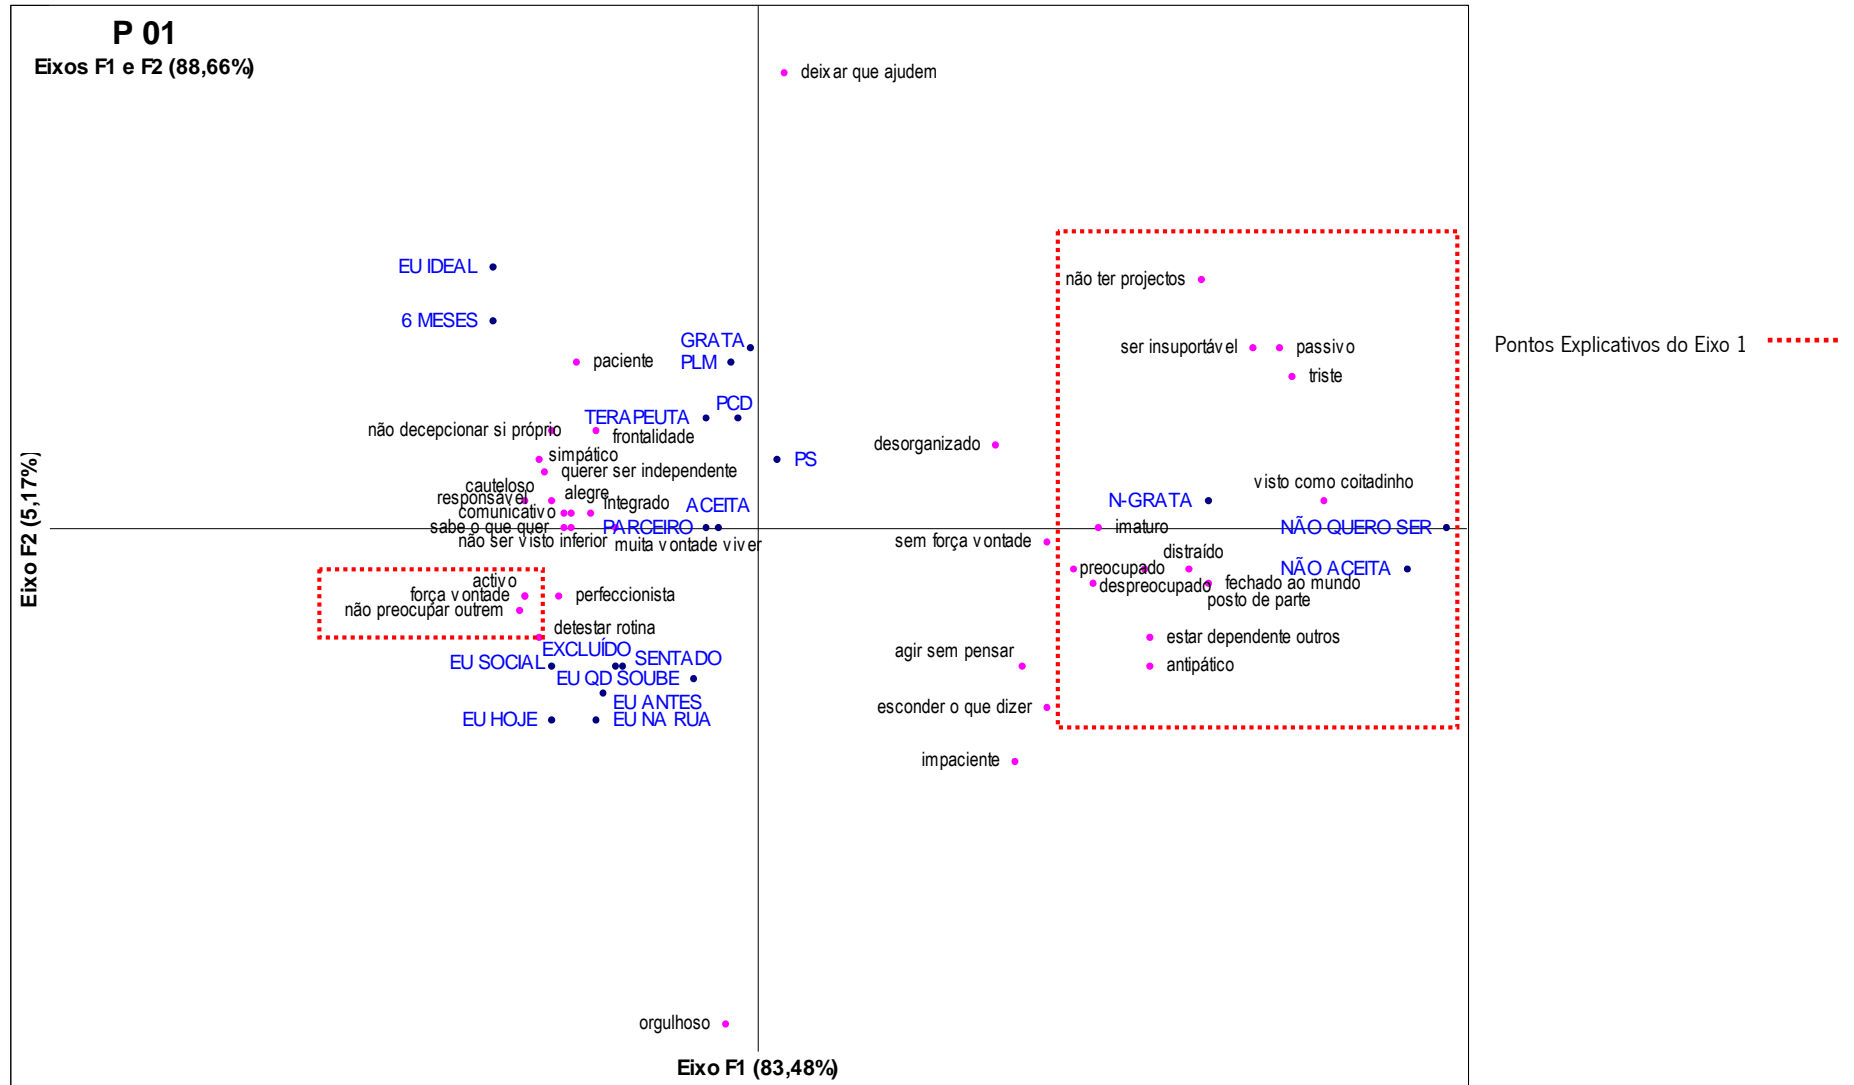 P 01
Eixos F1 e F2 (88,66%)
deixar que ajudem
EU IDEAL
não ter projectos
6 MESES
GRATA
ser insuportável
passivo
Pontos Explicativos do Eixo 1
paciente
PLM
triste
PCD
TERAPEUTA
não decepcionar si próprio
frontalidade
desorganizado
simpático
PS
querer ser independente
cauteloso
visto como coitadinho
responsável
alegre
Integrado
ACEITA
N-GRATA
comunicativo
sabe o que quer
PARCEIRO
imaturo
NÃO QUERO SER
não ser visto inferior
muita vontade viver
sem força vontade
distraído
preocupado
NÃO ACEITA
activo
despreocupado
fechado ao mundo
força vontade
perfeccionista
posto de parte
não preocupar outrem
detestar rotina
estar dependente outros
EXCLUÍDO
agir sem pensar
EU SOCIAL
SENTADO
antipático
EU QD SOUBE
EU ANTES
esconder o que dizer
EU HOJE
EU NA RUA
impaciente
orgulhoso
Eixo F2 (5,17%)
Eixo F1 (83,48%)